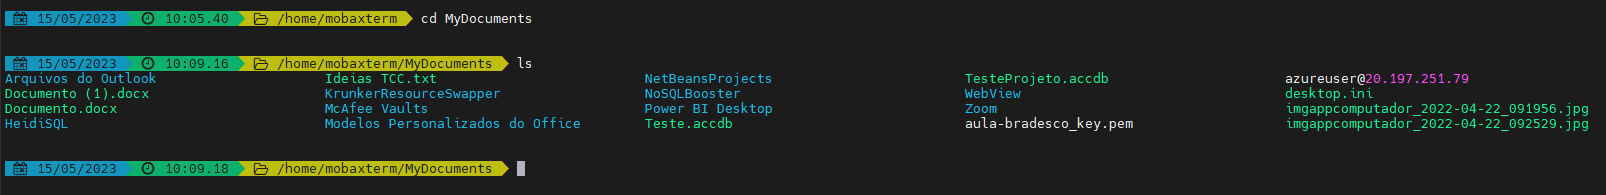 15/05/2023 10:05.40 /home/mobaxterm cd MyDocuments
15/05/2023 10:09.16 /home/mobaxterm/MyDocuments ls
Arquivos do Outlook Ideias TCC.txt NetBeansProjects TesteProjeto.accdb azureuser@20.197.251.79
Documento (1).docx KrunkerResourceSwapper NoSQLBooster WebView desktop.ini
Documento.docx McAfee Vaults Power BI Desktop Zoom imgappcomputador_2022-04-22_091956.jpg
HeidiSQL Modelos Personalizados do Office Teste.accdb aula-bradesco_key.pem imgappcomputador_2022-04-22_092529.jpg
15/05/2023 10:09.18 /home/mobaxterm/MyDocuments